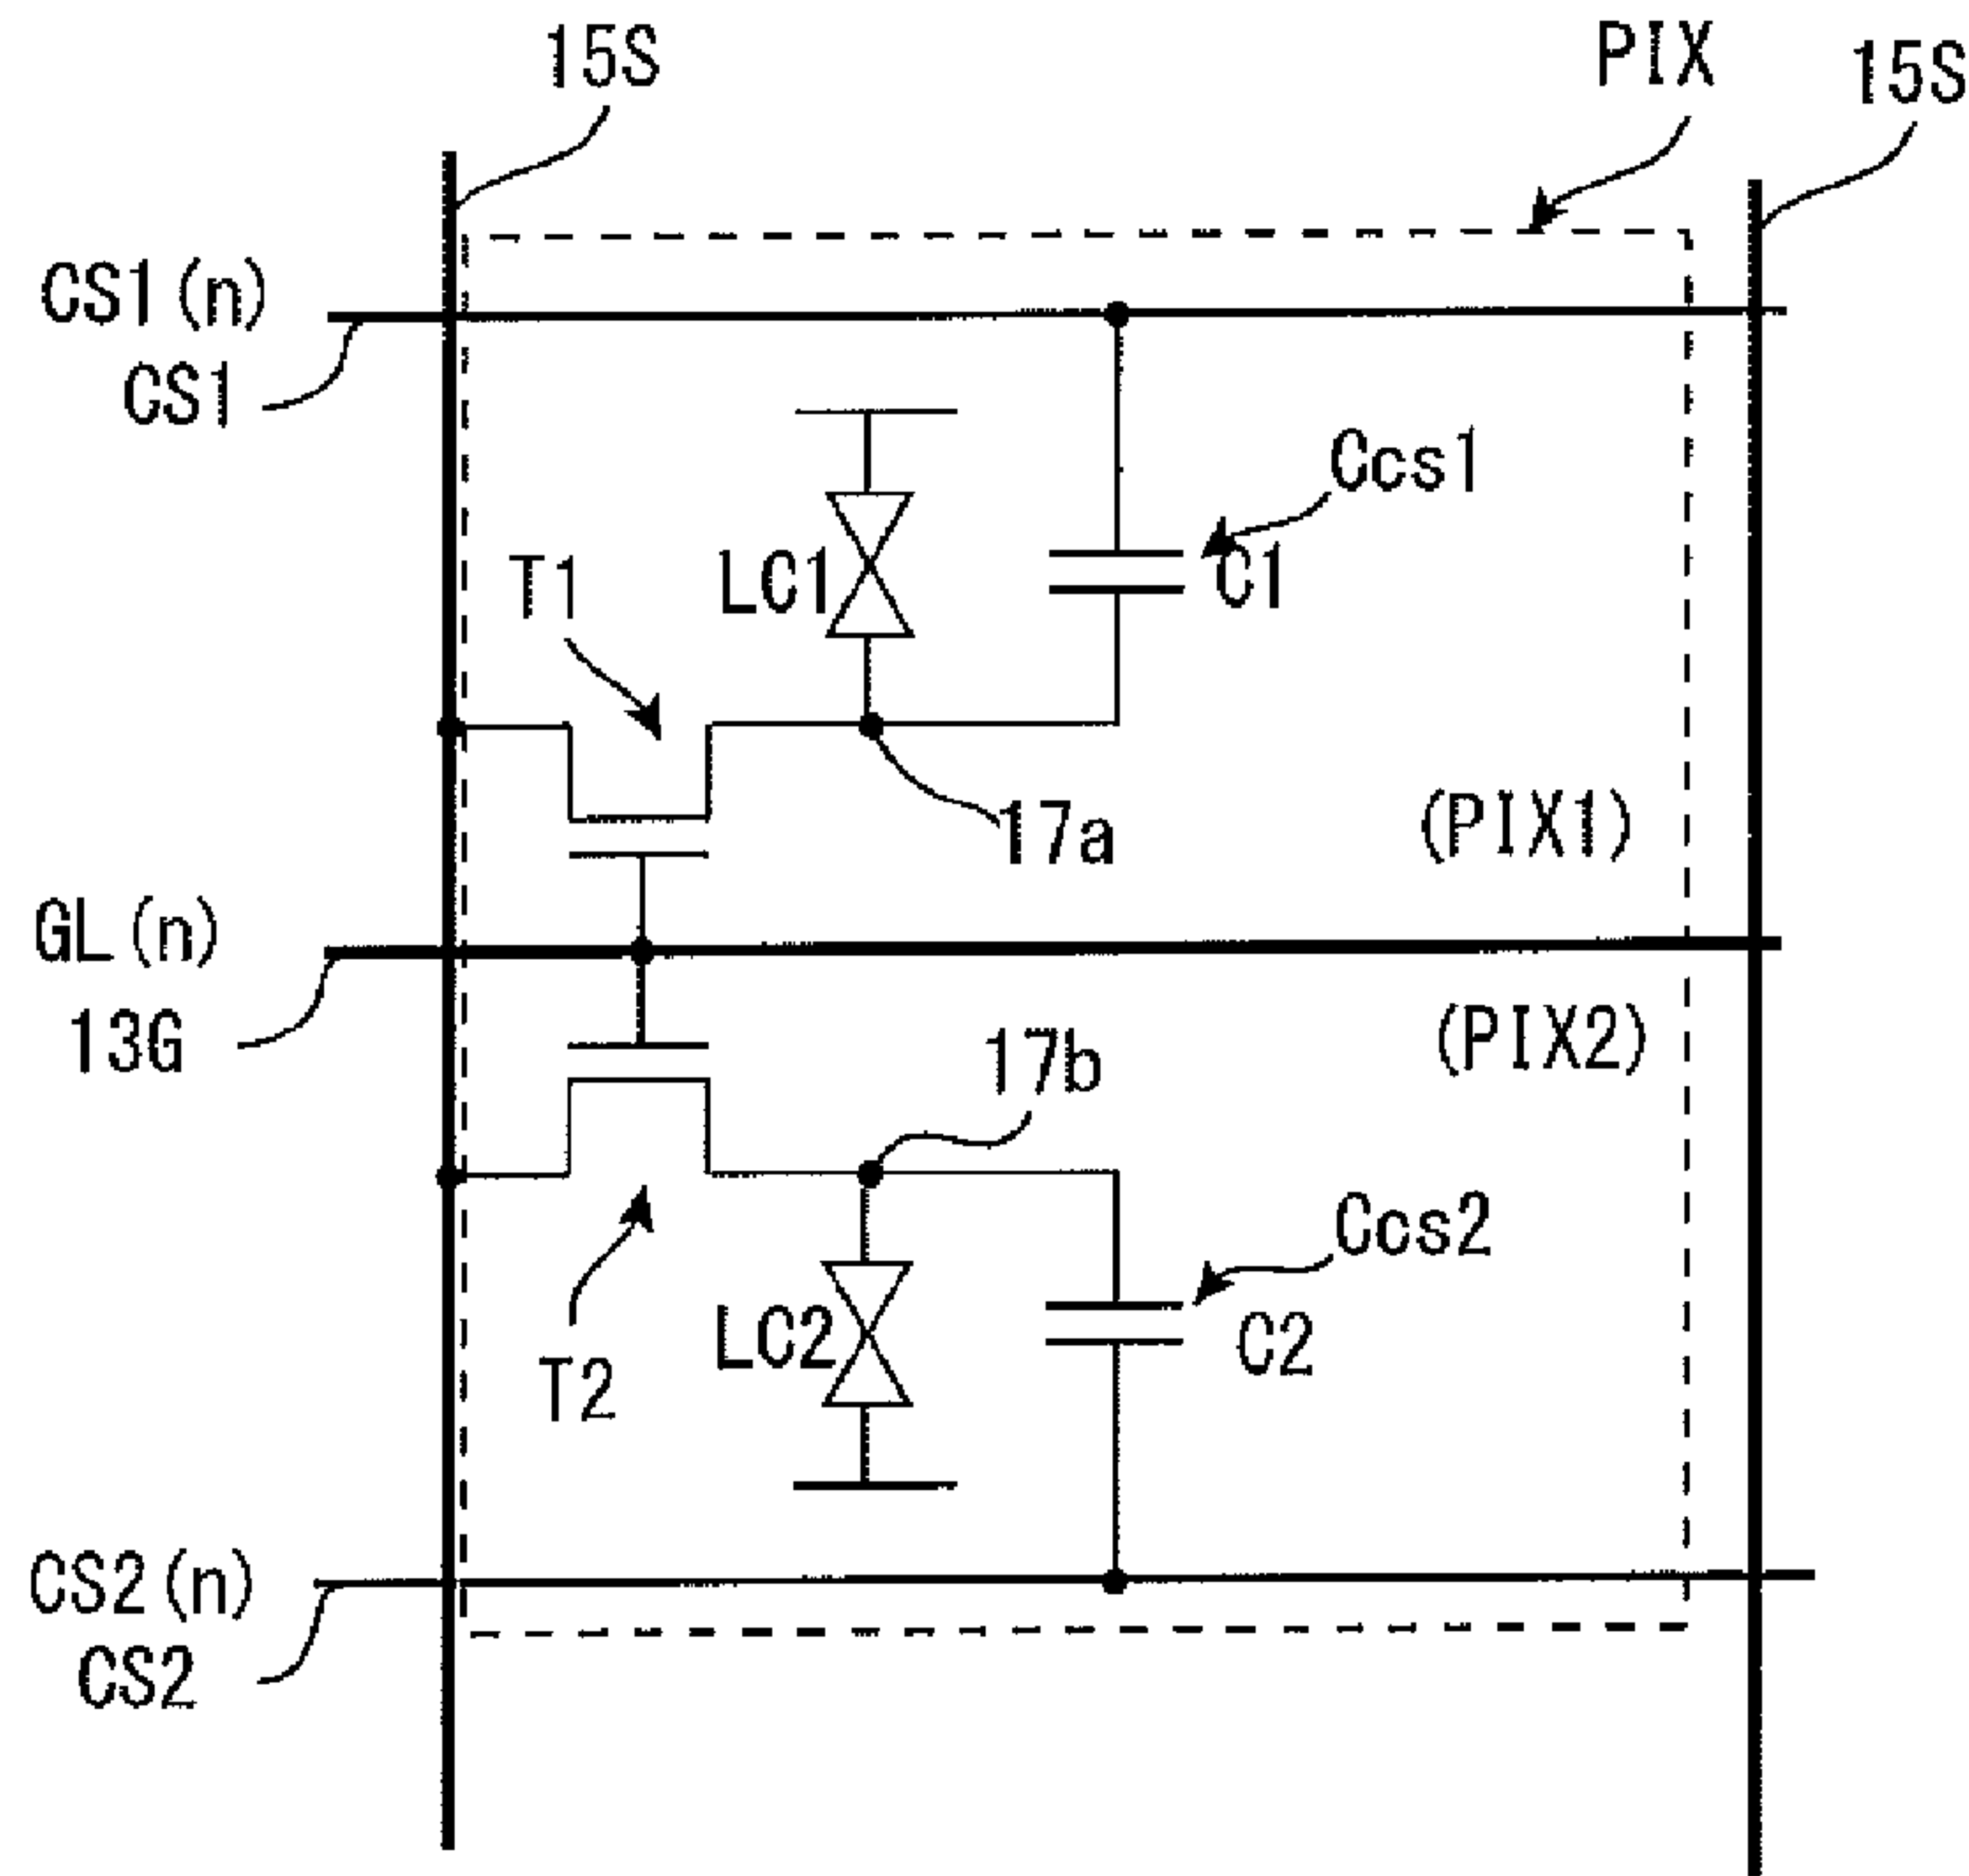 15S
PIX
15S
CS1(n)
CS1
Ccs1
T1
LC1
C1
17a
(PIX1)
GL(n)
13G
(PIX2)
17b
Ccs2
LC2
C2
T2
CS2(n)
CS2